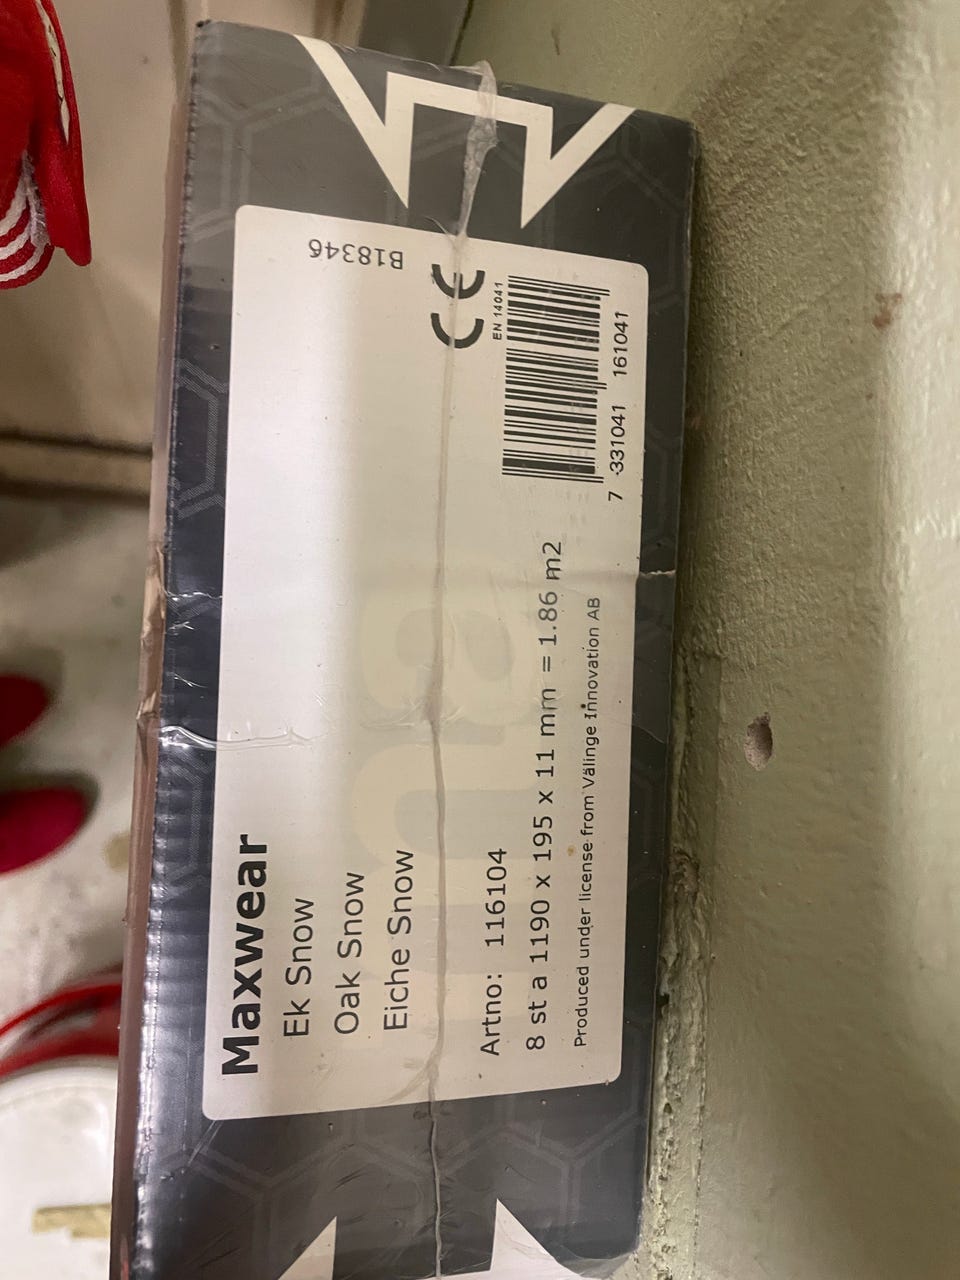 Maxwear
Ek Snow
Oak Snow
Eiche Snow
Artno: 116104
8 st a 1190 x 195 x 11 mm = 1.86 m2
Produced under license from Välinge Innovation AB
B18346
CE
EN 14041
7 331041 161041